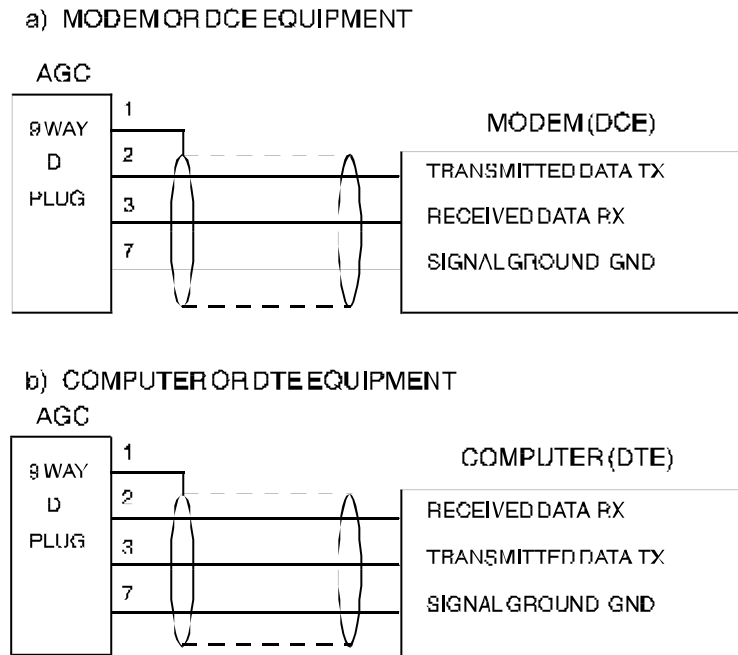 a) MODEM OR DCE EQUIPMENT
AGC
9 WAY
D
PLUG
1
2
3
7
MODEM (DCE)
TRANSMITTED DATA TX
RECEIVED DATA RX
SIGNAL GROUND GND
b) COMPUTER OR DTE EQUIPMENT
AGC
9 WAY
D
PLUG
1
2
3
7
COMPUTER (DTE)
RECEIVED DATA RX
TRANSMITTED DATA TX
SIGNAL GROUND GND